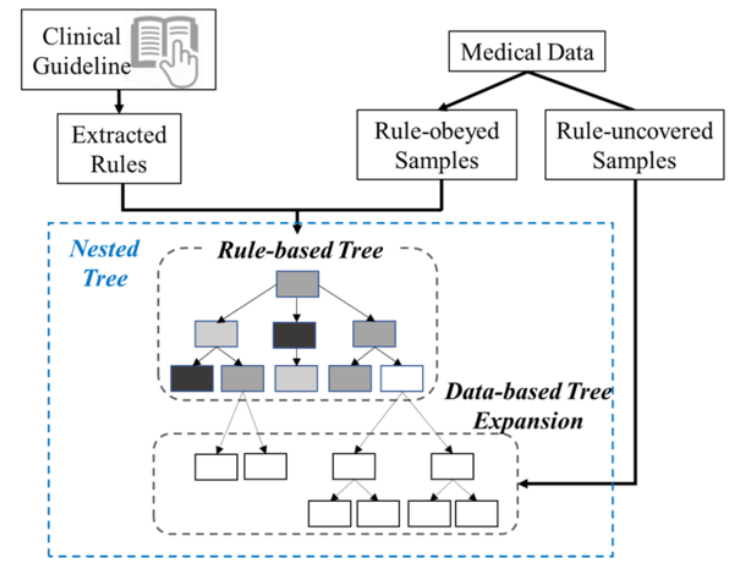 Clinical
Guideline
Medical Data
Extracted
Rules
Rule-obeyed
Samples
Rule-uncovered
Samples
Nested
Tree
Rule-based Tree
Data-based Tree
Expansion